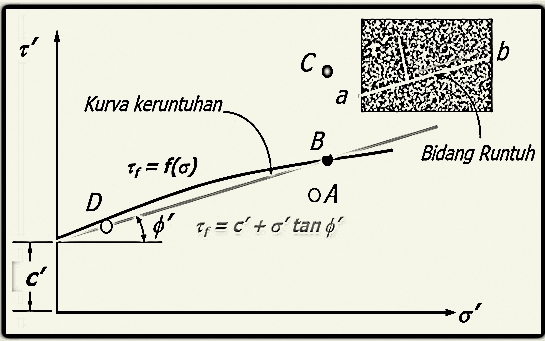 τ′
C
a
b
Kurva keruntuhan
Bidang Runtuh
B
τf = f(σ)
D
A
ϕ′
τf = c′ + σ′ tan ϕ′
c′
σ′